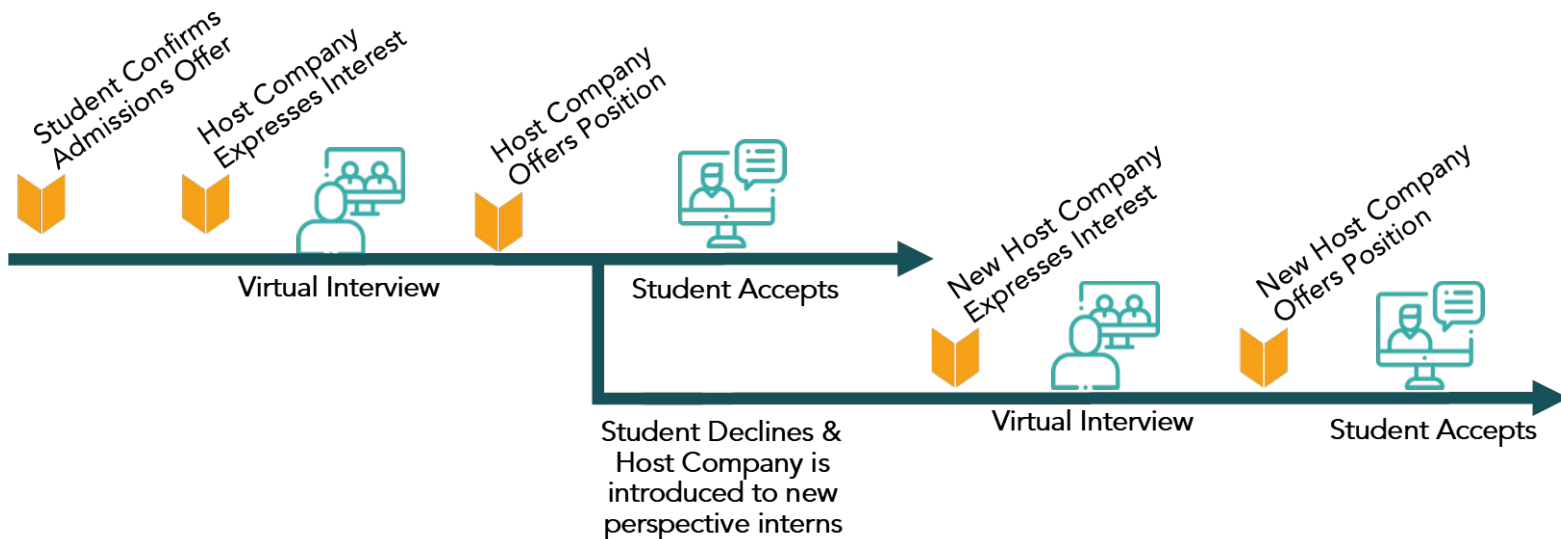 Student Confirms
Admissions Offer
Host Company
Expresses Interest
Host Company
Offers Position
Virtual Interview
Student Accepts
Student Declines &
Host Company is
introduced to new
perspective interns
New Host Company
Expresses Interest
Virtual Interview
New Host Company
Offers Position
Student Accepts